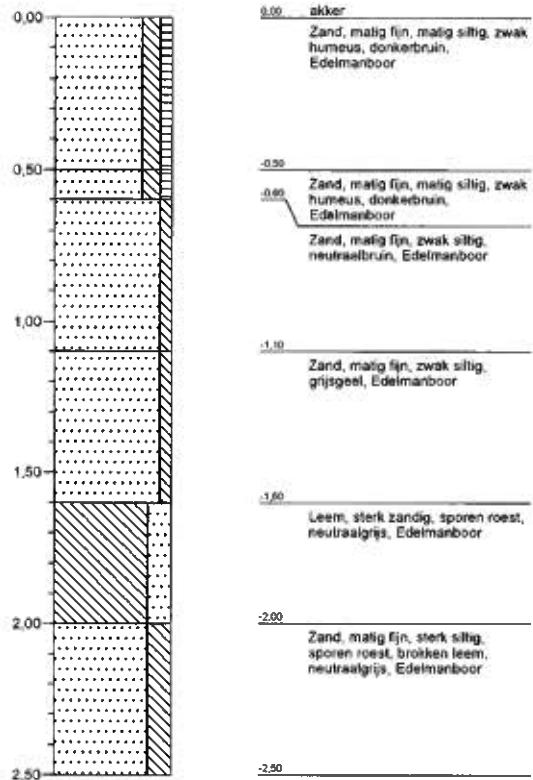 0,00
0,50
1,00
1,50
2,00
2,50
0,00 akker
Zand, matig fijn, matig siltig, zwak
humeus, donkerbruin,
Edelmanboor
-0,50
Zand, matig fijn, matig siltig, zwak
humeus, donkerbruin,
Edelmanboor
-0,60
Zand, matig fijn, zwak siltig,
neutraalbruin, Edelmanboor
-1,10
Zand, matig fijn, zwak siltig,
grijsgeel, Edelmanboor
-1,60
Leem, sterk zandig, sporen roest,
neutraalgrijs, Edelmanboor
-2,00
Zand, matig fijn, sterk siltig,
sporen roest, brokken leem,
neutraalgrijs, Edelmanboor
-2,50